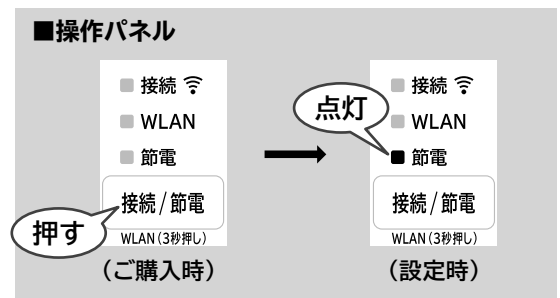 ■操作パネル
接続
WLAN
節電
接続/節電
押す
WLAN(3秒押し)
(ご購入時)
接続
点灯
WLAN
節電
接続/節電
WLAN(3秒押し)
(設定時)